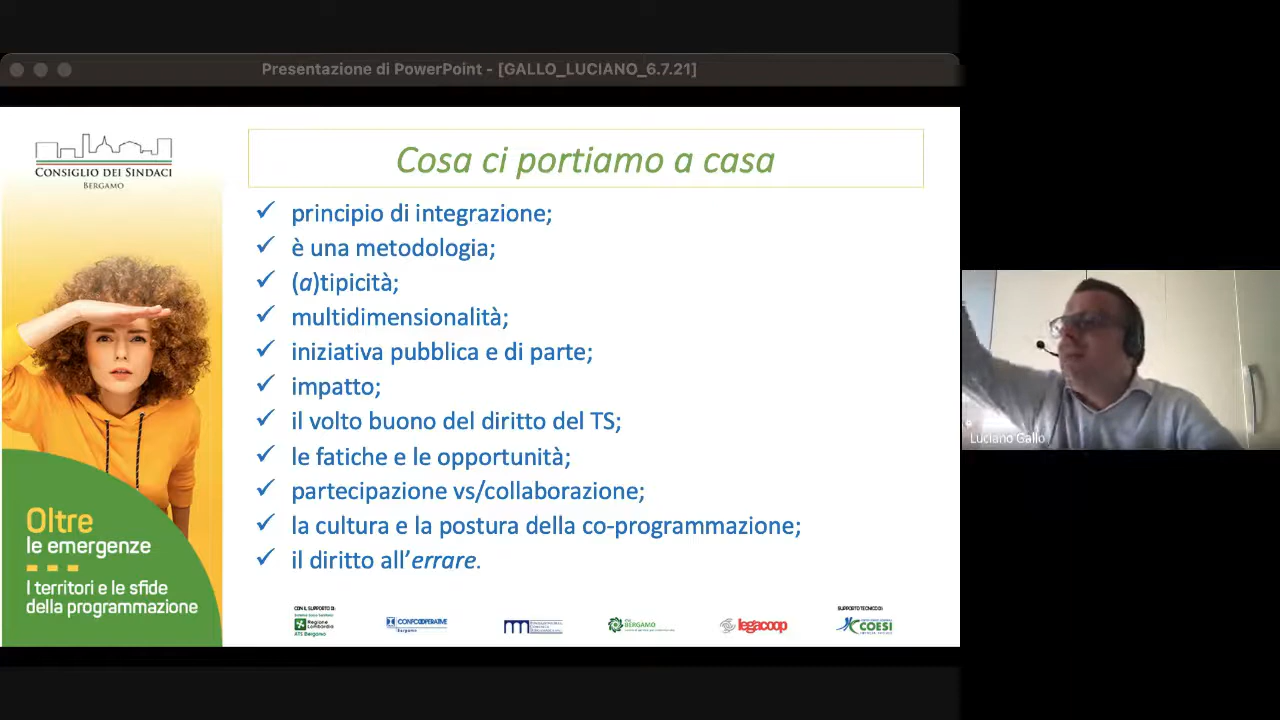 Presentazione di PowerPoint - [GALLO_LUCIANO_6.7.21]
CONSIGLIO DEI SINDACI
BERGAMO
Cosa ci portiamo a casa
✓ principio di integrazione;
✓ è una metodologia;
✓ (a)tipicità;
✓ multidimensionalità;
✓ iniziativa pubblica e di parte;
✓ impatto;
✓ il volto buono del diritto del TS;
✓ le fatiche e le opportunità;
✓ partecipazione vs/collaborazione;
✓ la cultura e la postura della co-programmazione;
✓ il diritto all'errare.
Oltre
le emergenze
I territori e le sfide
della programmazione
CON IL SUPPORTO DI:
Regione
Lombardia
ATS Bergamo
CONFCOOPERATIVE
Bergamo
BERGAMO
legacoop
SUPPORTO TECNICO DI:
COESI
Luciano Gallo